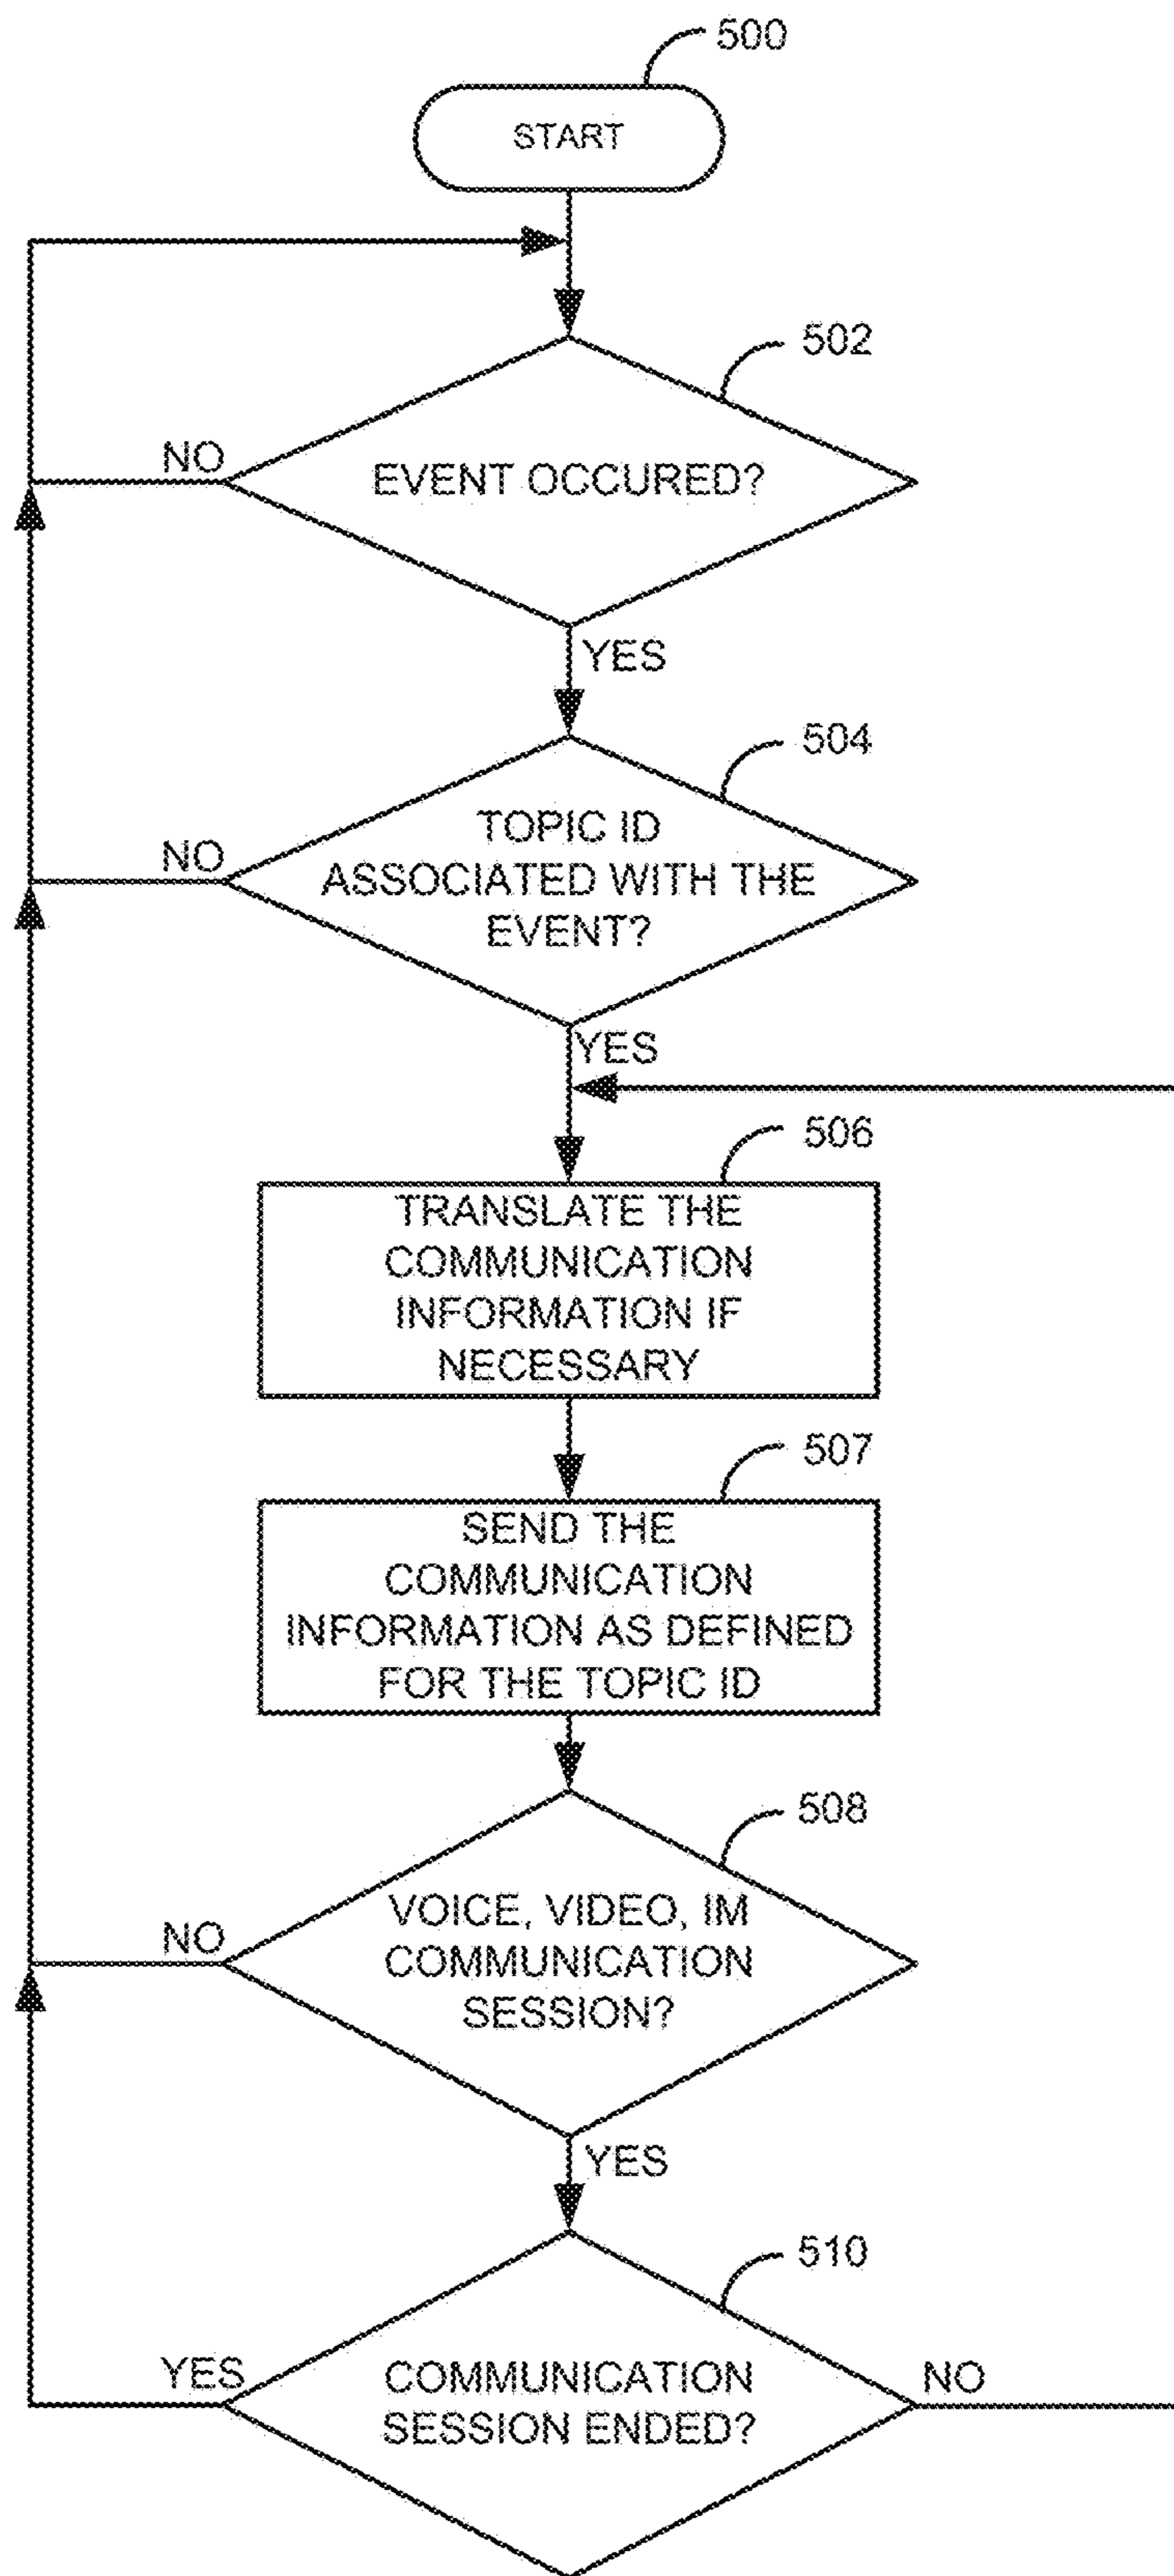 500
START
502
NO
EVENT OCCURED?
YES
504
NO
TOPIC ID
ASSOCIATED WITH THE
EVENT?
YES
506
TRANSLATE THE
COMMUNICATION
INFORMATION IF
NECESSARY
507
SEND THE
COMMUNICATION
INFORMATION AS DEFINED
FOR THE TOPIC ID
508
NO
VOICE, VIDEO, IM
COMMUNICATION
SESSION?
YES
510
YES
COMMUNICATION
SESSION ENDED?
NO